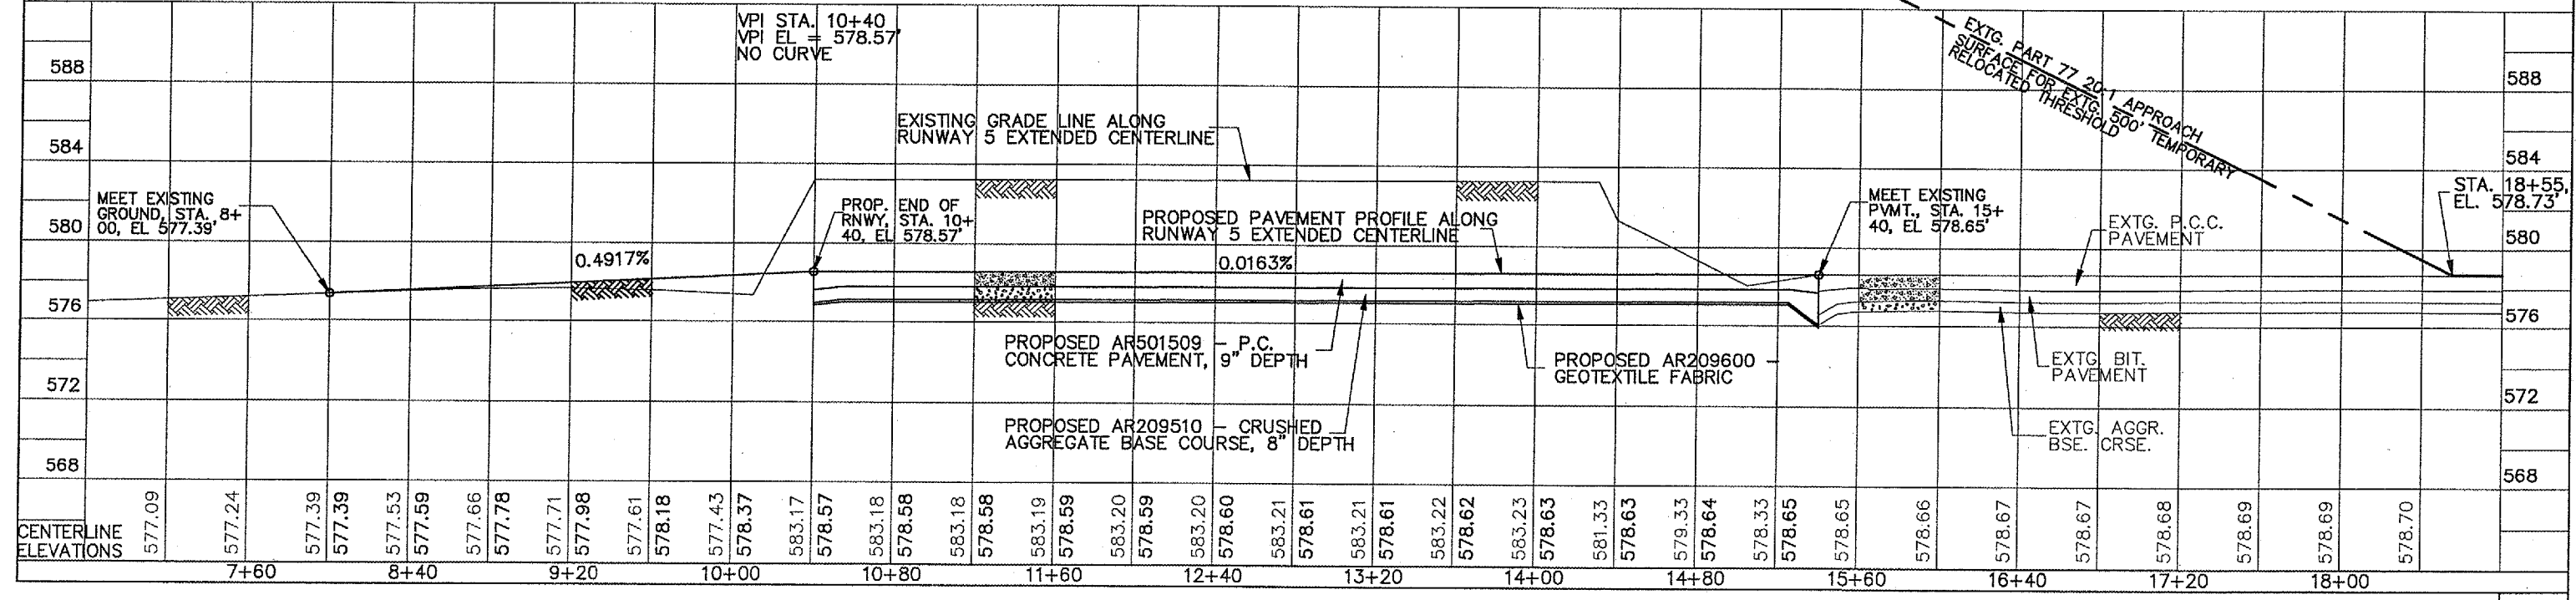 VPI STA. 10+40
VPI EL = 578.57'
NO CURVE
EXTG. PART 77 20:1 APPROACH
SURFACE FOR EXTG. 500' TEMPORARY
RELOCATED THRESHOLD
588
588
EXISTING GRADE LINE ALONG
RUNWAY 5 EXTENDED CENTERLINE
584
584
MEET EXISTING
GROUND, STA. 8+
00, EL 577.39'
PROP. END OF
RNWY, STA. 10+
40, EL 578.57'
PROPOSED PAVEMENT PROFILE ALONG
RUNWAY 5 EXTENDED CENTERLINE
MEET EXISTING
PVMT., STA. 15+
40, EL 578.65'
STA. 18+55,
EL. 578.73'
EXTG. P.C.C.
PAVEMENT
580
580
0.4917%
0.0163%
576
576
PROPOSED AR501509 - P.C.
CONCRETE PAVEMENT, 9" DEPTH
PROPOSED AR209600 -
GEOTEXTILE FABRIC
EXTG. BIT.
PAVEMENT
572
572
PROPOSED AR209510 - CRUSHED
AGGREGATE BASE COURSE, 8" DEPTH
EXTG. AGGR.
BSE. CRSE.
568
568
CENTERLINE
ELEVATIONS
577.09
577.24
577.39
577.39
577.53
577.59
577.66
577.78
577.71
577.98
577.61
578.18
577.43
578.37
583.17
578.57
583.18
578.58
583.18
578.58
583.19
578.59
583.20
578.59
583.20
578.60
583.21
578.61
583.21
578.61
583.22
578.62
583.23
578.63
581.33
578.63
579.33
578.64
578.33
578.65
578.65
578.66
578.67
578.67
578.68
578.69
578.69
578.70
7+60
8+40
9+20
10+00
10+80
11+60
12+40
13+20
14+00
14+80
15+60
16+40
17+20
18+00